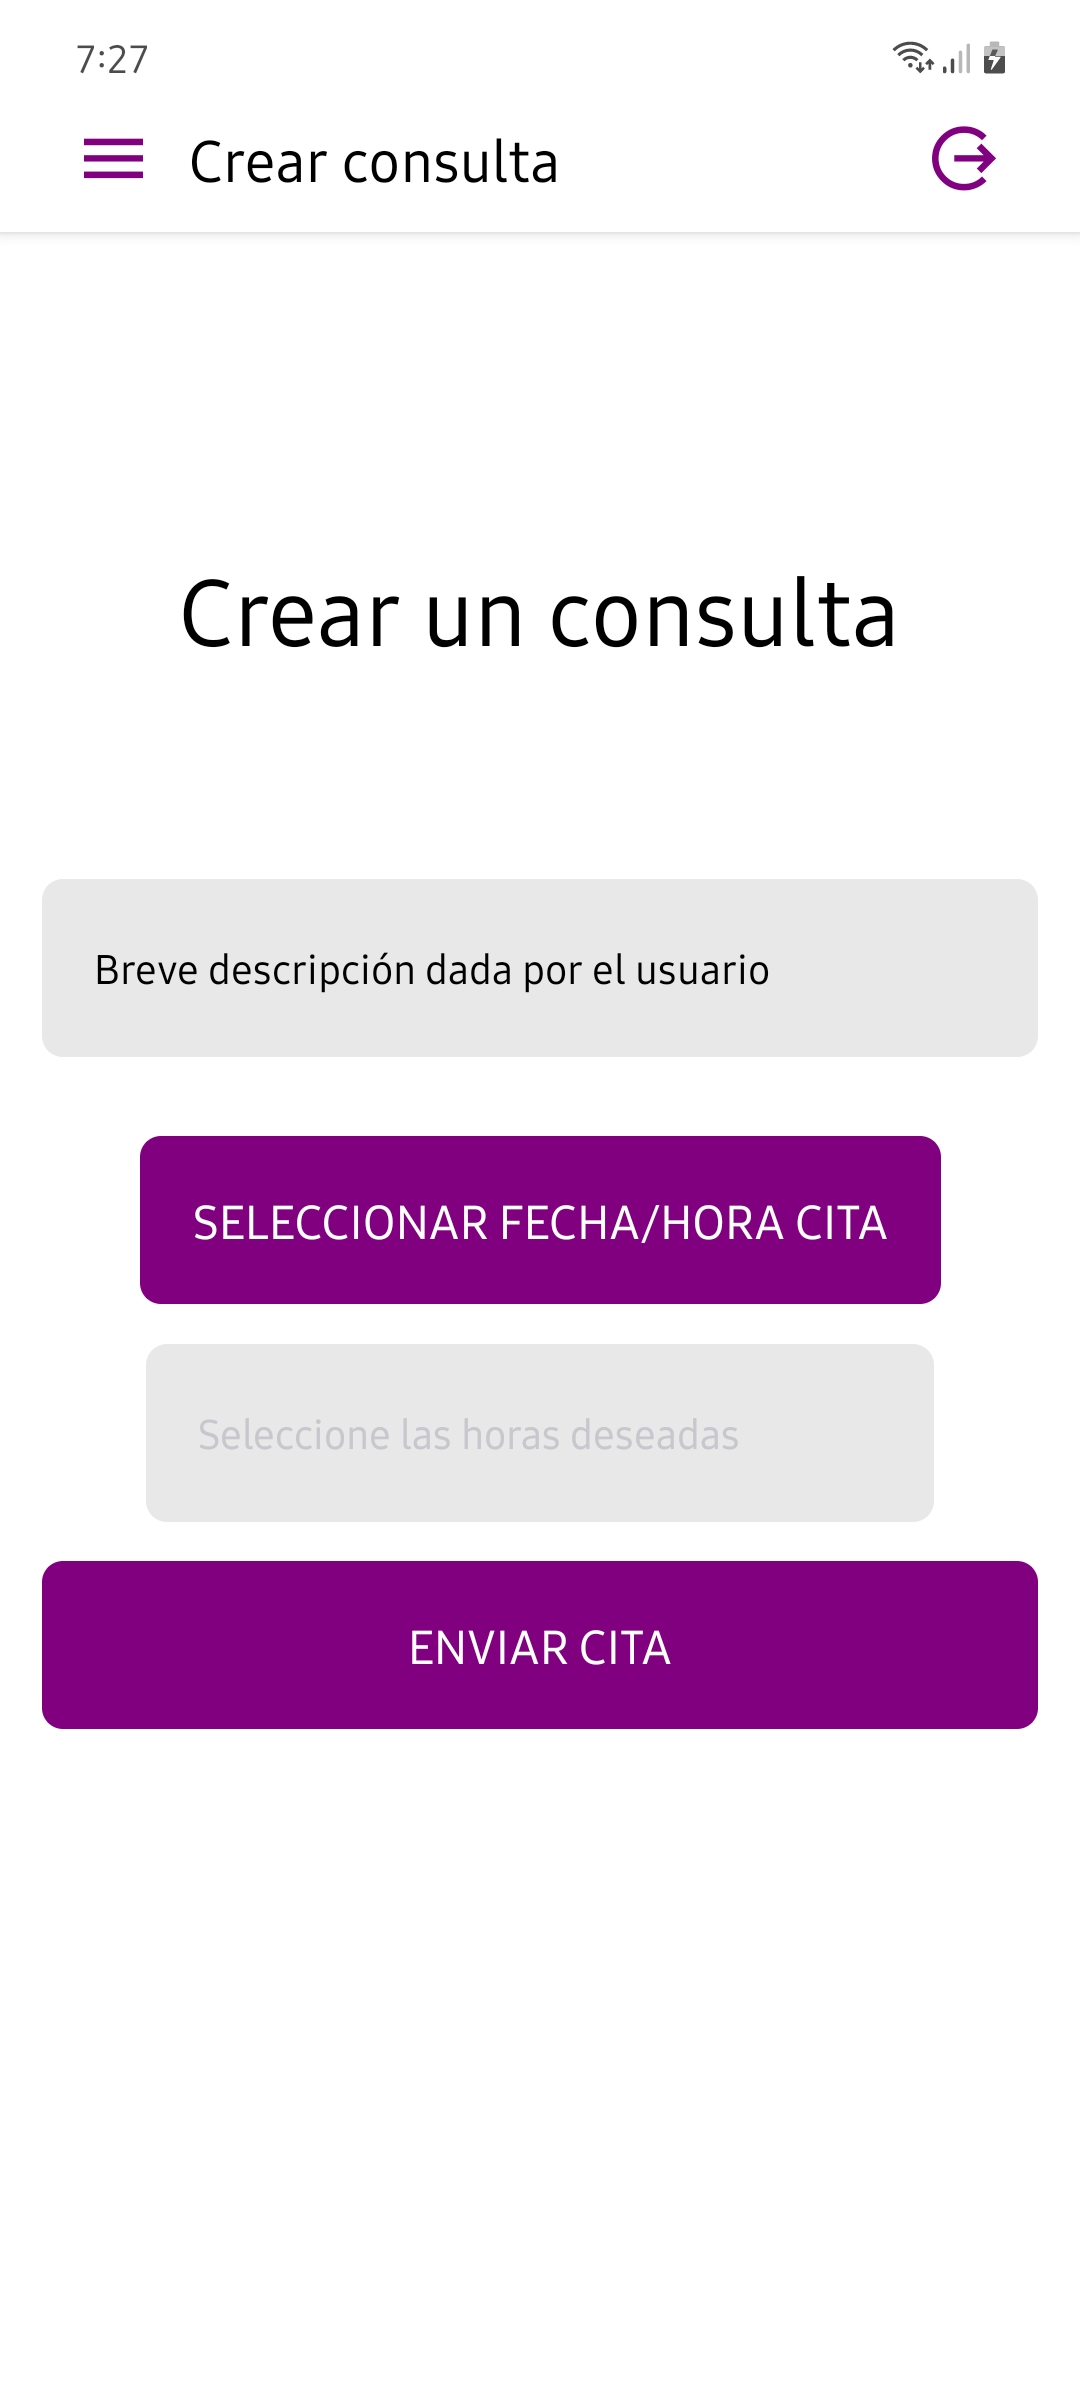 7:27
Crear consulta
Crear un consulta
Breve descripción dada por el usuario
SELECCIONAR FECHA/HORA CITA
Seleccione las horas deseadas
ENVIAR CITA